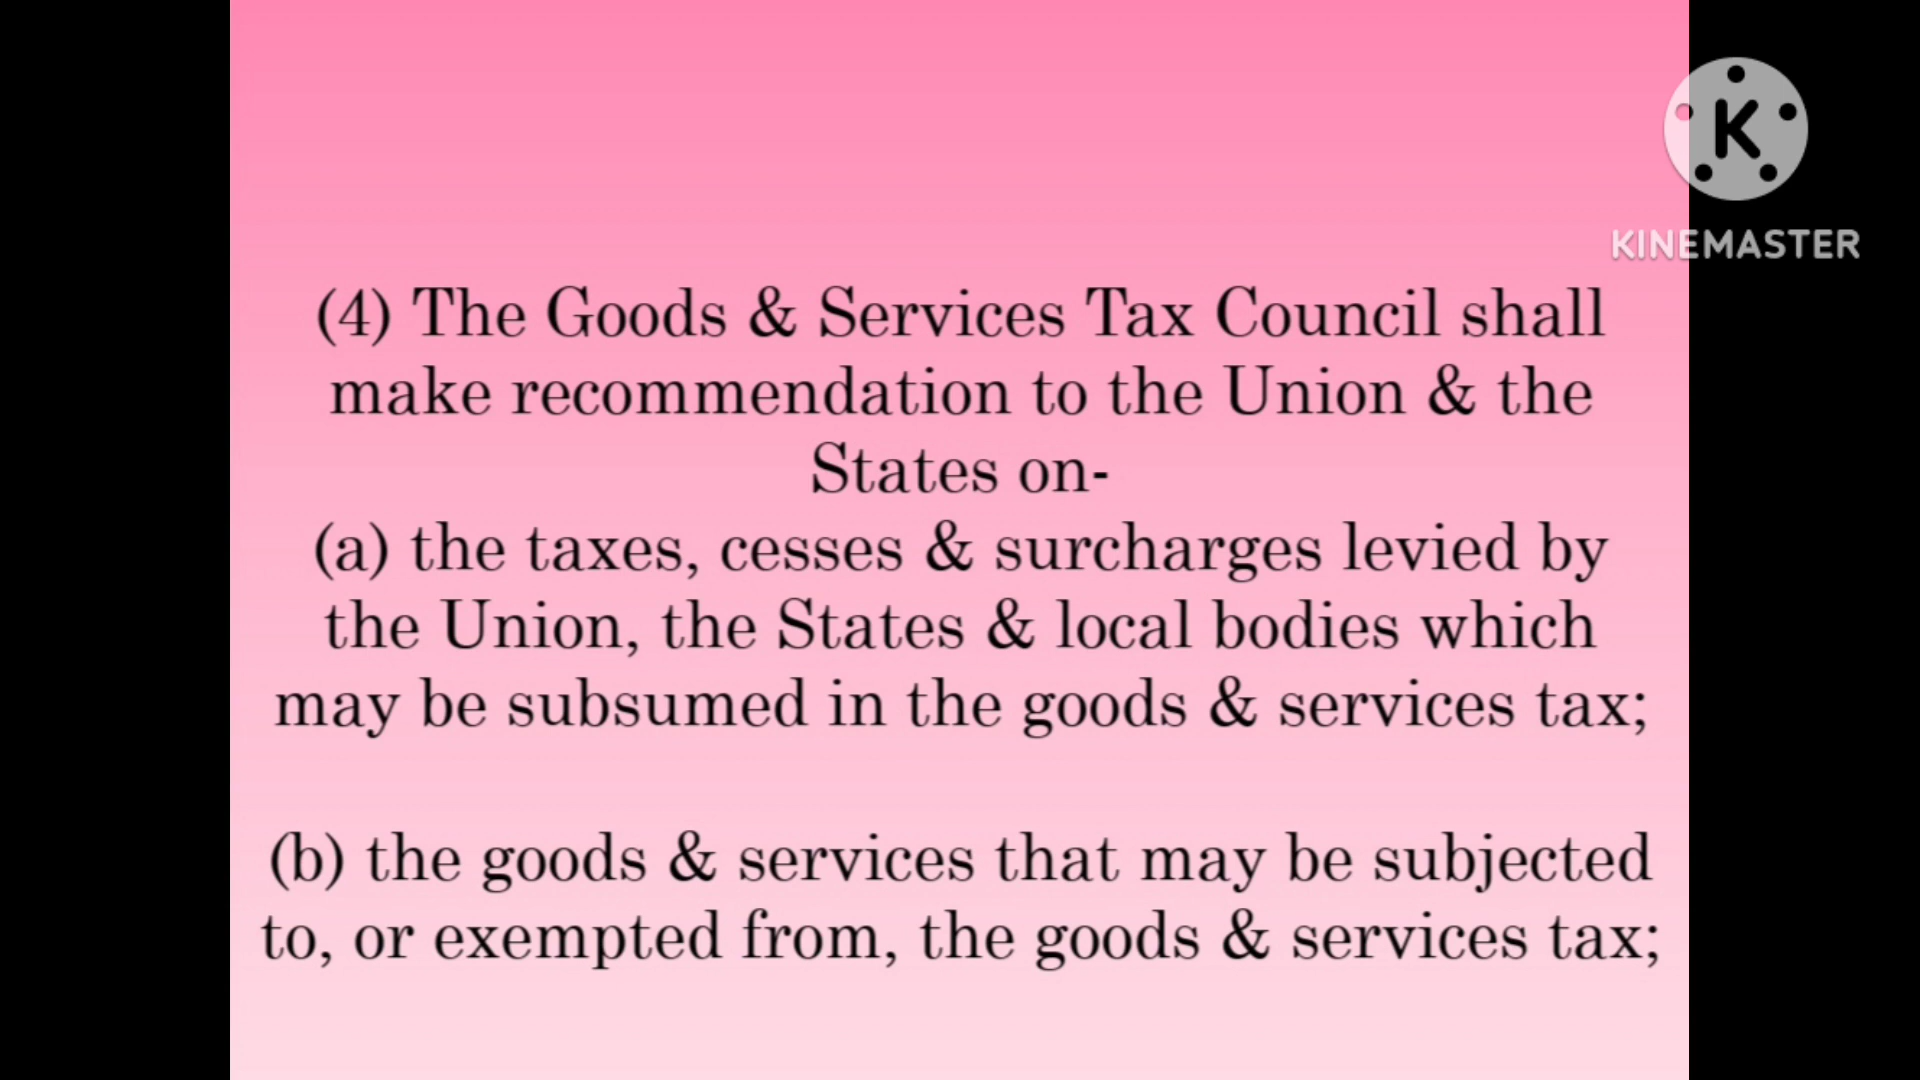 K
KINEMASTER
(4) The Goods & Services Tax Council shall
make recommendation to the Union & the
States on-
(a) the taxes, cesses & surcharges levied by
the Union, the States & local bodies which
may be subsumed in the goods & services tax;
(b) the goods & services that may be subjected
to, or exempted from, the goods & services tax;